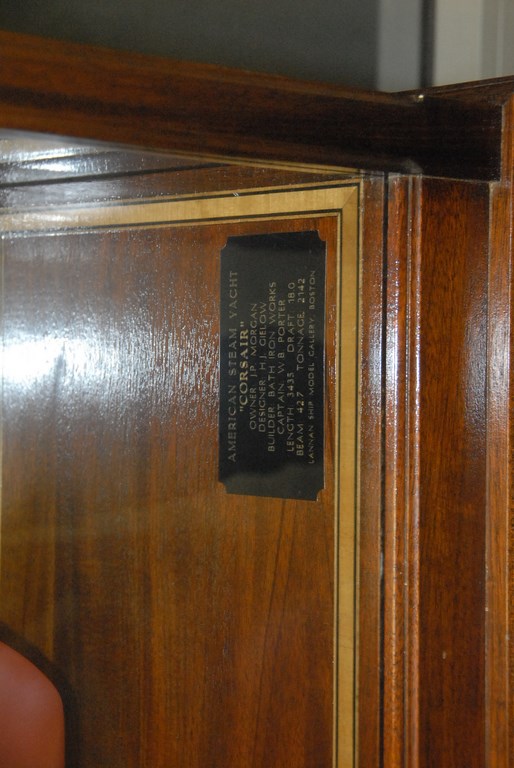 AMERICAN STEAM YACHT
"CORSAIR"
OWNER J.P. MORGAN
DESIGNER H.J. GIELOW
BUILDER BATH IRON WORKS
CAPTAIN W.B. PORTER
LENGTH 343.5 DRAFT 18.0
BEAM 42.7 TONNAGE 2142
LANNAN SHIP MODEL GALLERY BOSTON